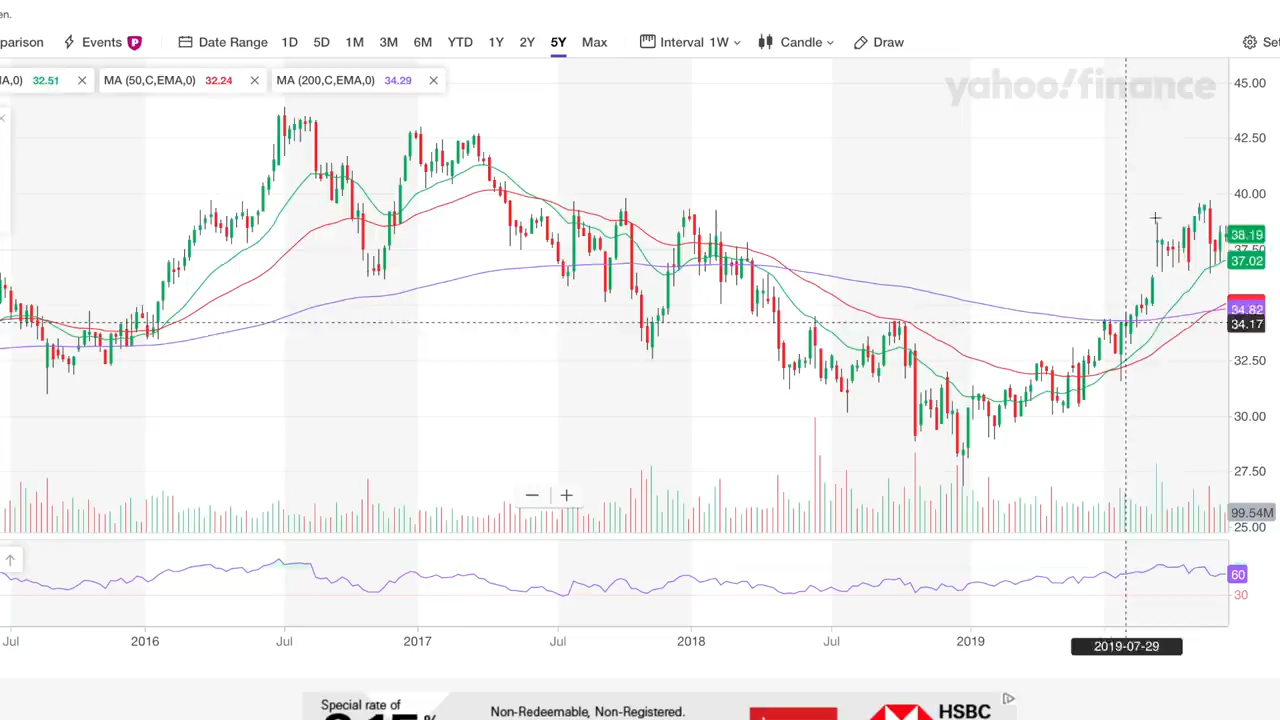 en.
parison Events P Date Range 1D 5D 1M 3M 6M YTD 1Y 2Y 5Y Max Interval 1W Candle Draw Set
MA,0) 32.51 MA (50,C,EMA,0) 32.24 MA (200,C,EMA,0) 34.29
yahoo!finance
45.00
42.50
40.00
38.19
37.50
37.02
34.82
34.17
32.50
30.00
27.50
99.54M
25.00
60
30
Jul 2016 Jul 2017 Jul 2018 Jul 2019 2019-07-29
Special rate of
Non-Redeemable, Non-Registered.
HSBC